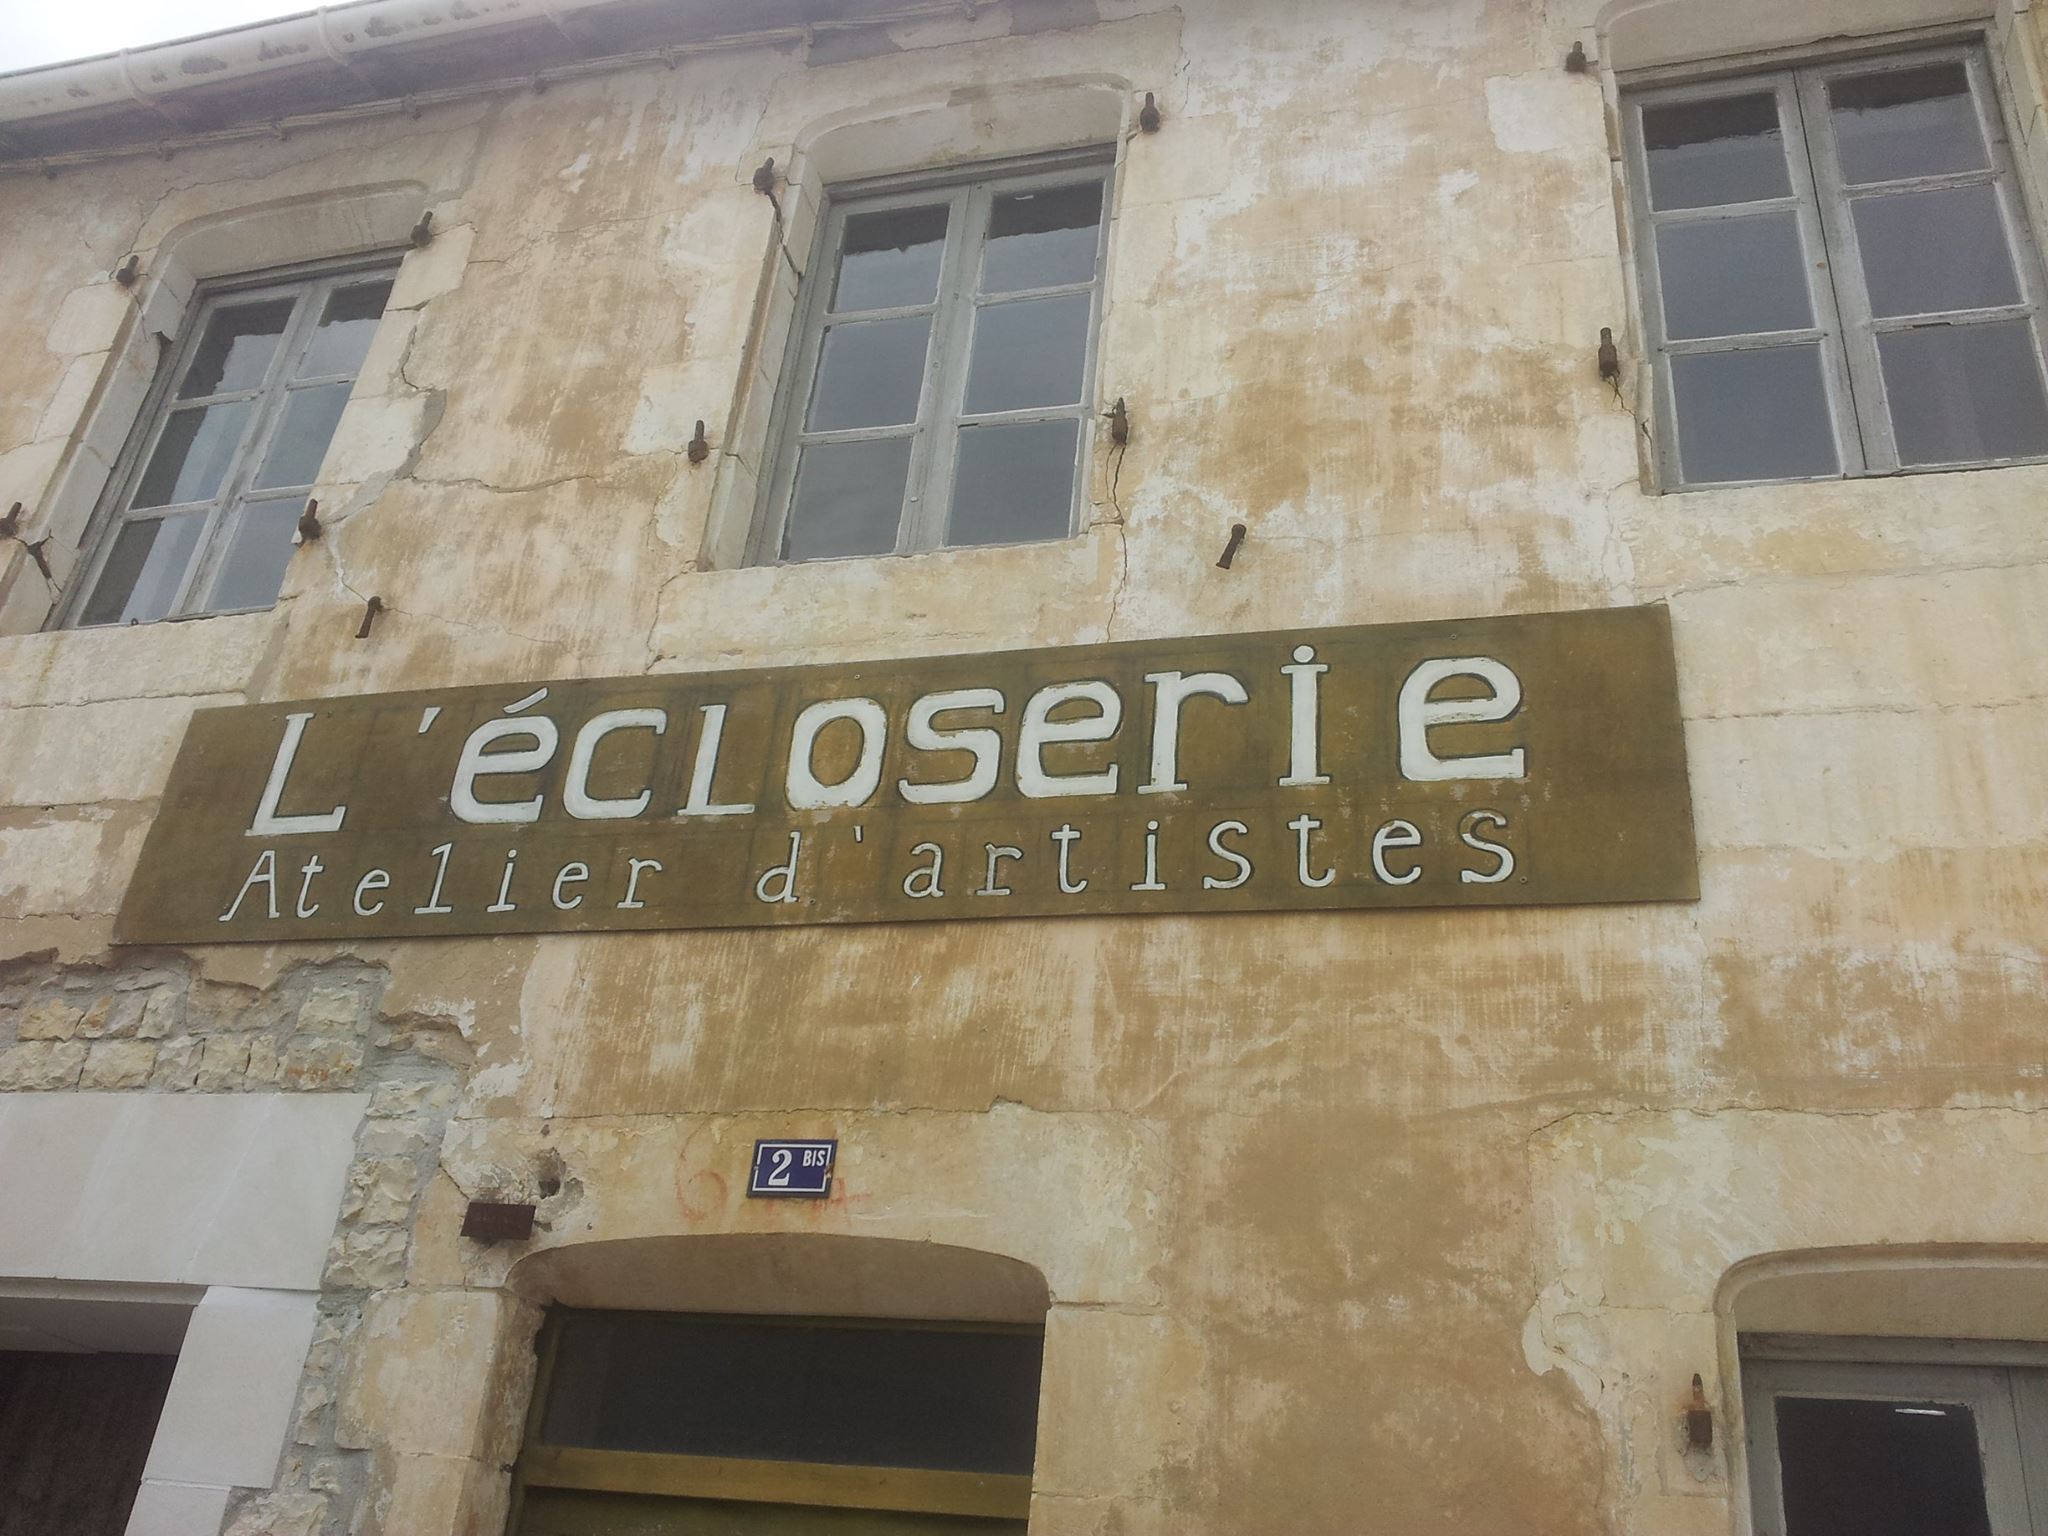 L'écloserie
Atelier d'artistes
2 BIS